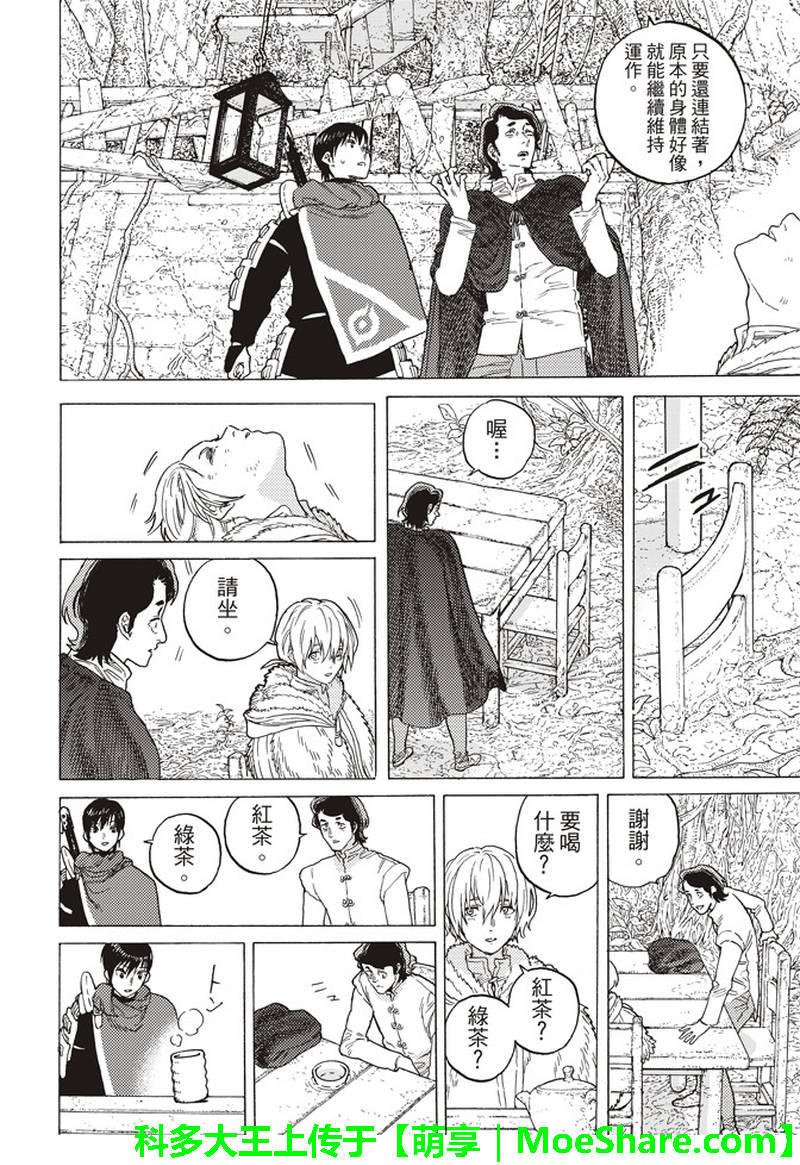 只要還連結著，
原本的身體好像
就能繼續維持
運作。
喔…
請坐。
謝謝。
要喝
什麼？
紅茶？
綠茶？
紅茶。
綠茶。
トン
科多大王上传于【萌享｜MoeShare.com】